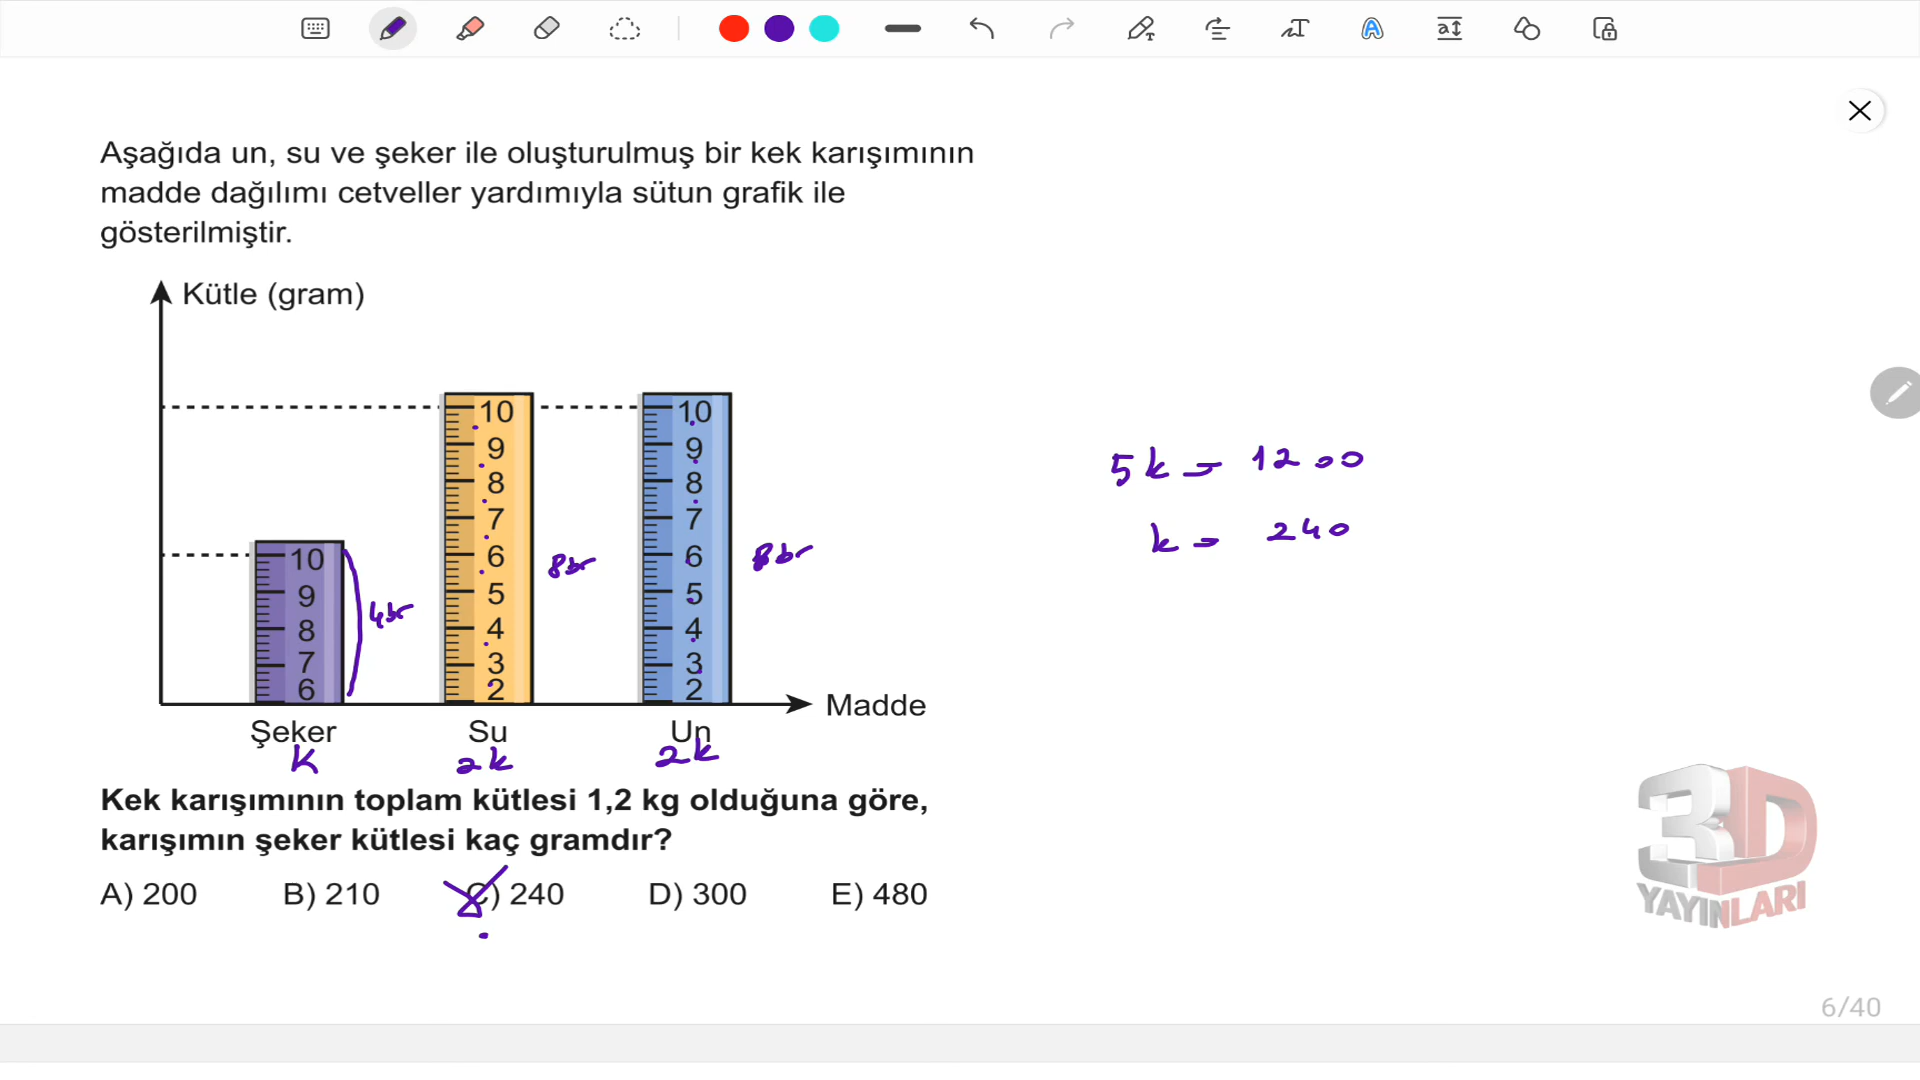 Aşağıda un, su ve şeker ile oluşturulmuş bir kek karışımının
madde dağılımı cetveller yardımıyla sütun grafik ile
gösterilmiştir.
Kütle (gram)
10
9
8
7
6
4br
10
9
8
7
6
5
4
3
2
8br
10
9
8
7
6
5
4
3
2
8br
Madde
Şeker Su Un
K 2k 2k
5k = 1200
k = 240
Kek karışımının toplam kütlesi 1,2 kg olduğuna göre,
karışımın şeker kütlesi kaç gramdır?
A) 200 B) 210 C) 240 D) 300 E) 480
3D
YAYINLARI
6/40